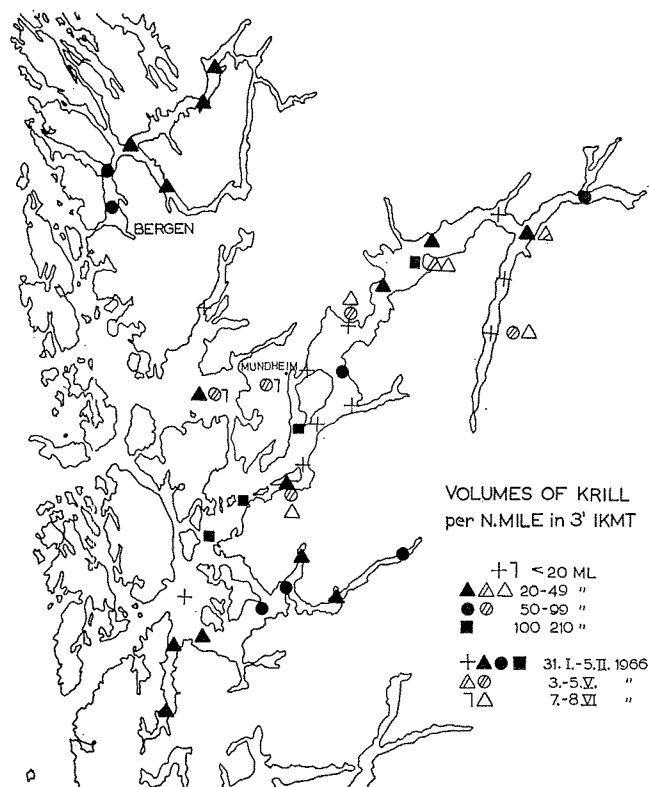 BERGEN
MUNDHEIM
VOLUMES OF KRILL
per N.MILE in 3' IKMT
< 20 ML
20-49 "
50-99 "
100 210 "
31. I.-5.II. 1966
3.-5.V. "
7.-8.VI "